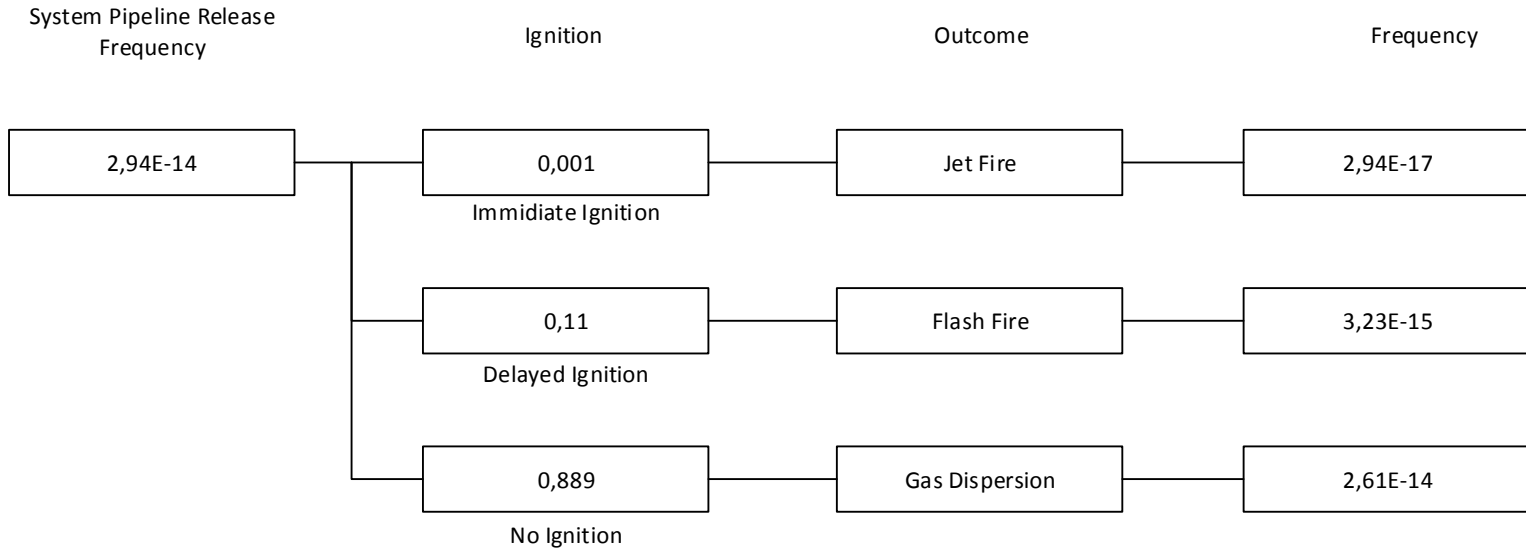 System Pipeline Release
Frequency
Ignition
Outcome
Frequency
2,94E-14
0,001
Jet Fire
2,94E-17
Immidiate Ignition
0,11
Flash Fire
3,23E-15
Delayed Ignition
0,889
Gas Dispersion
2,61E-14
No Ignition